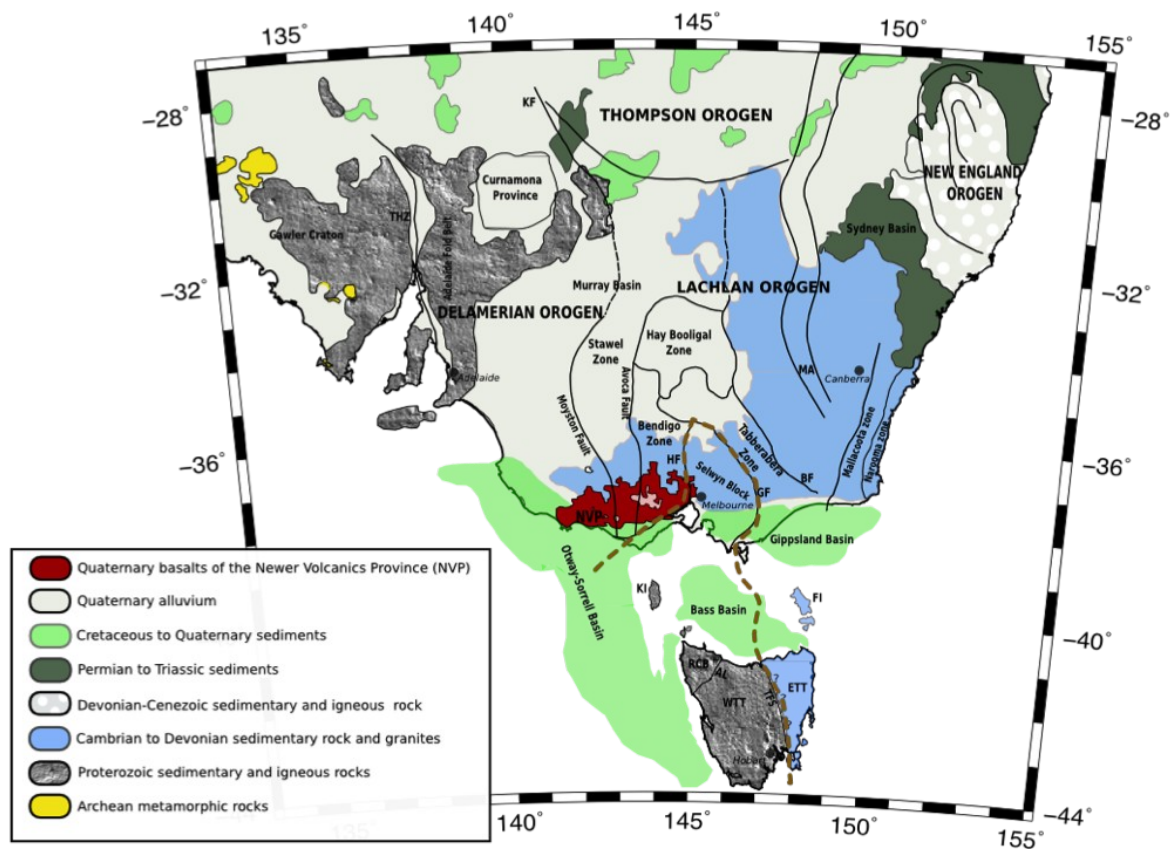 135° 140° 145° 150° 155°
−28° −28°
KF
THOMPSON OROGEN
Curnamona
Province
NEW ENGLAND
OROGEN
THZ
Gawler Craton
Adelaide Fold Belt
Sydney Basin
−32° −32°
Murray Basin
LACHLAN OROGEN
DELAMERIAN OROGEN
Hay Booligal
Zone
Stawel
Zone
Avoca Fault
Moyston Fault
Adelaide
MA
Canberra
Mallacoota zone
Narooma zone
−36° −36°
Bendigo
Zone
Tabberabera
Zone
HF
Selwyn Block
GF
BF
NVP
Melbourne
Gippsland Basin
Otway-Sorrell Basin
KI
FI
Bass Basin
−40°
RCB
AL
WTT
TFS
?
?
ETT
Hobart
−44° −44°
135° 140° 145° 150° 155°
Quaternary basalts of the Newer Volcanics Province (NVP)
Quaternary alluvium
Cretaceous to Quaternary sediments
Permian to Triassic sediments
Devonian-Cenezoic sedimentary and igneous rock
Cambrian to Devonian sedimentary rock and granites
Proterozoic sedimentary and igneous rocks
Archean metamorphic rocks